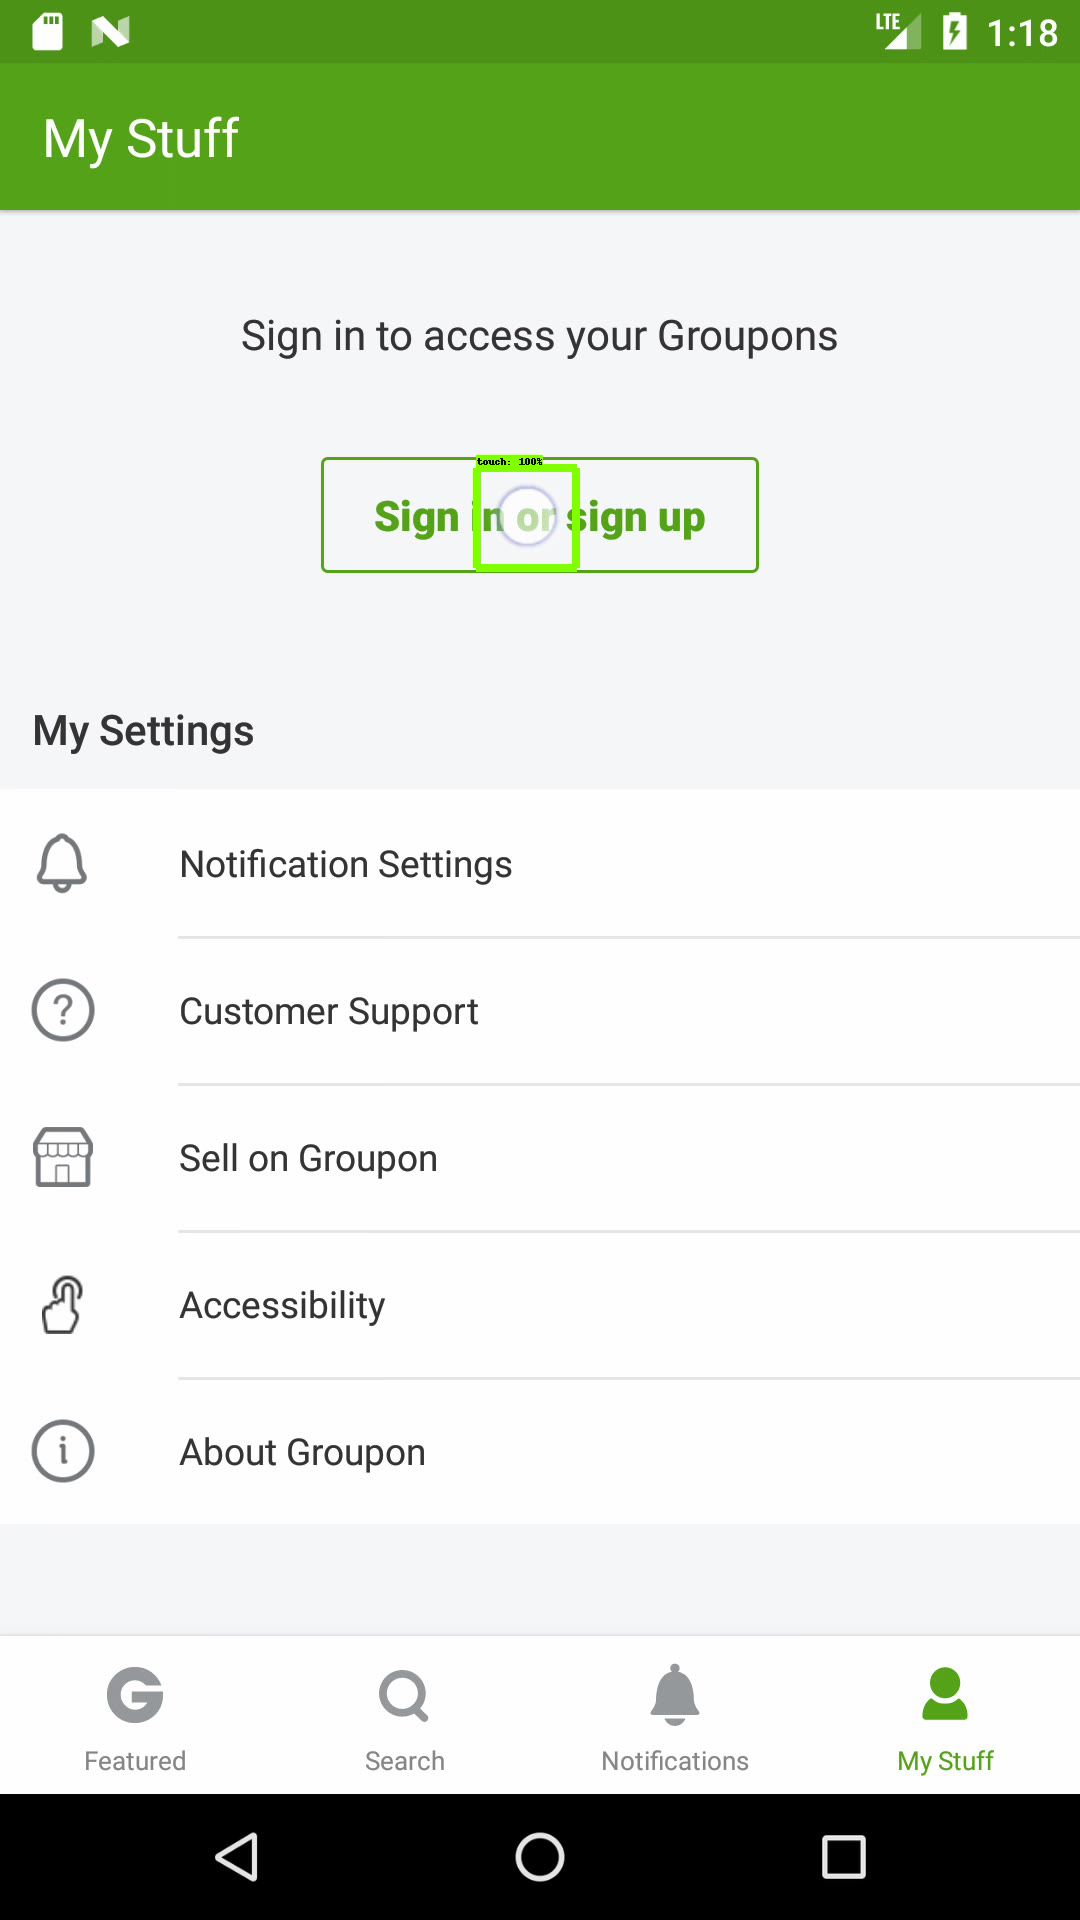 LTE 1:18
My Stuff
Sign in to access your Groupons
touch: 100%
Sign in or sign up
My Settings
Notification Settings
Customer Support
Sell on Groupon
Accessibility
About Groupon
Featured
Search
Notifications
My Stuff